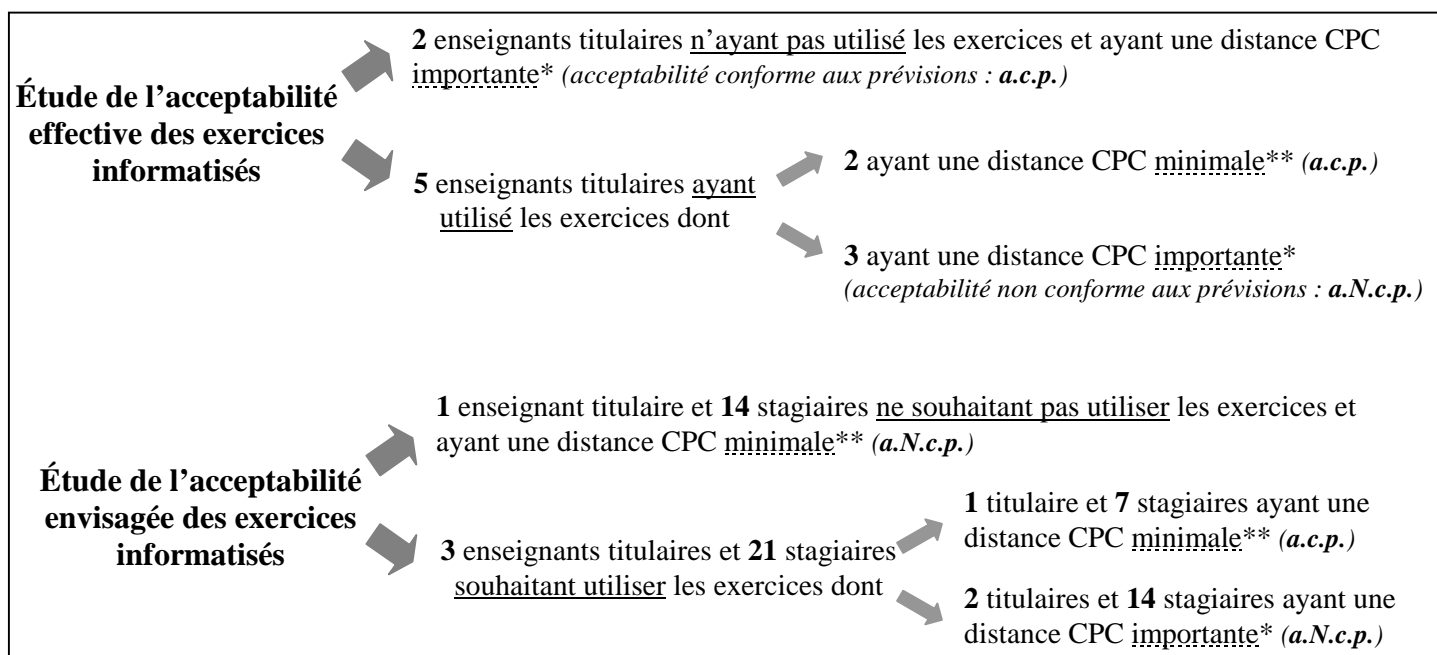 2 enseignants titulaires n’ayant pas utilisé les exercices et ayant une distance CPC
importante* (acceptabilité conforme aux prévisions : a.c.p.)
Étude de l’acceptabilité
effective des exercices
informatisés
5 enseignants titulaires ayant
utilisé les exercices dont
2 ayant une distance CPC minimale** (a.c.p.)
3 ayant une distance CPC importante*
(acceptabilité non conforme aux prévisions : a.N.c.p.)
1 enseignant titulaire et 14 stagiaires ne souhaitant pas utiliser les exercices et
ayant une distance CPC minimale** (a.N.c.p.)
Étude de l’acceptabilité
envisagée des exercices
informatisés
3 enseignants titulaires et 21 stagiaires
souhaitant utiliser les exercices dont
1 titulaire et 7 stagiaires ayant une
distance CPC minimale** (a.c.p.)
2 titulaires et 14 stagiaires ayant une
distance CPC importante* (a.N.c.p.)